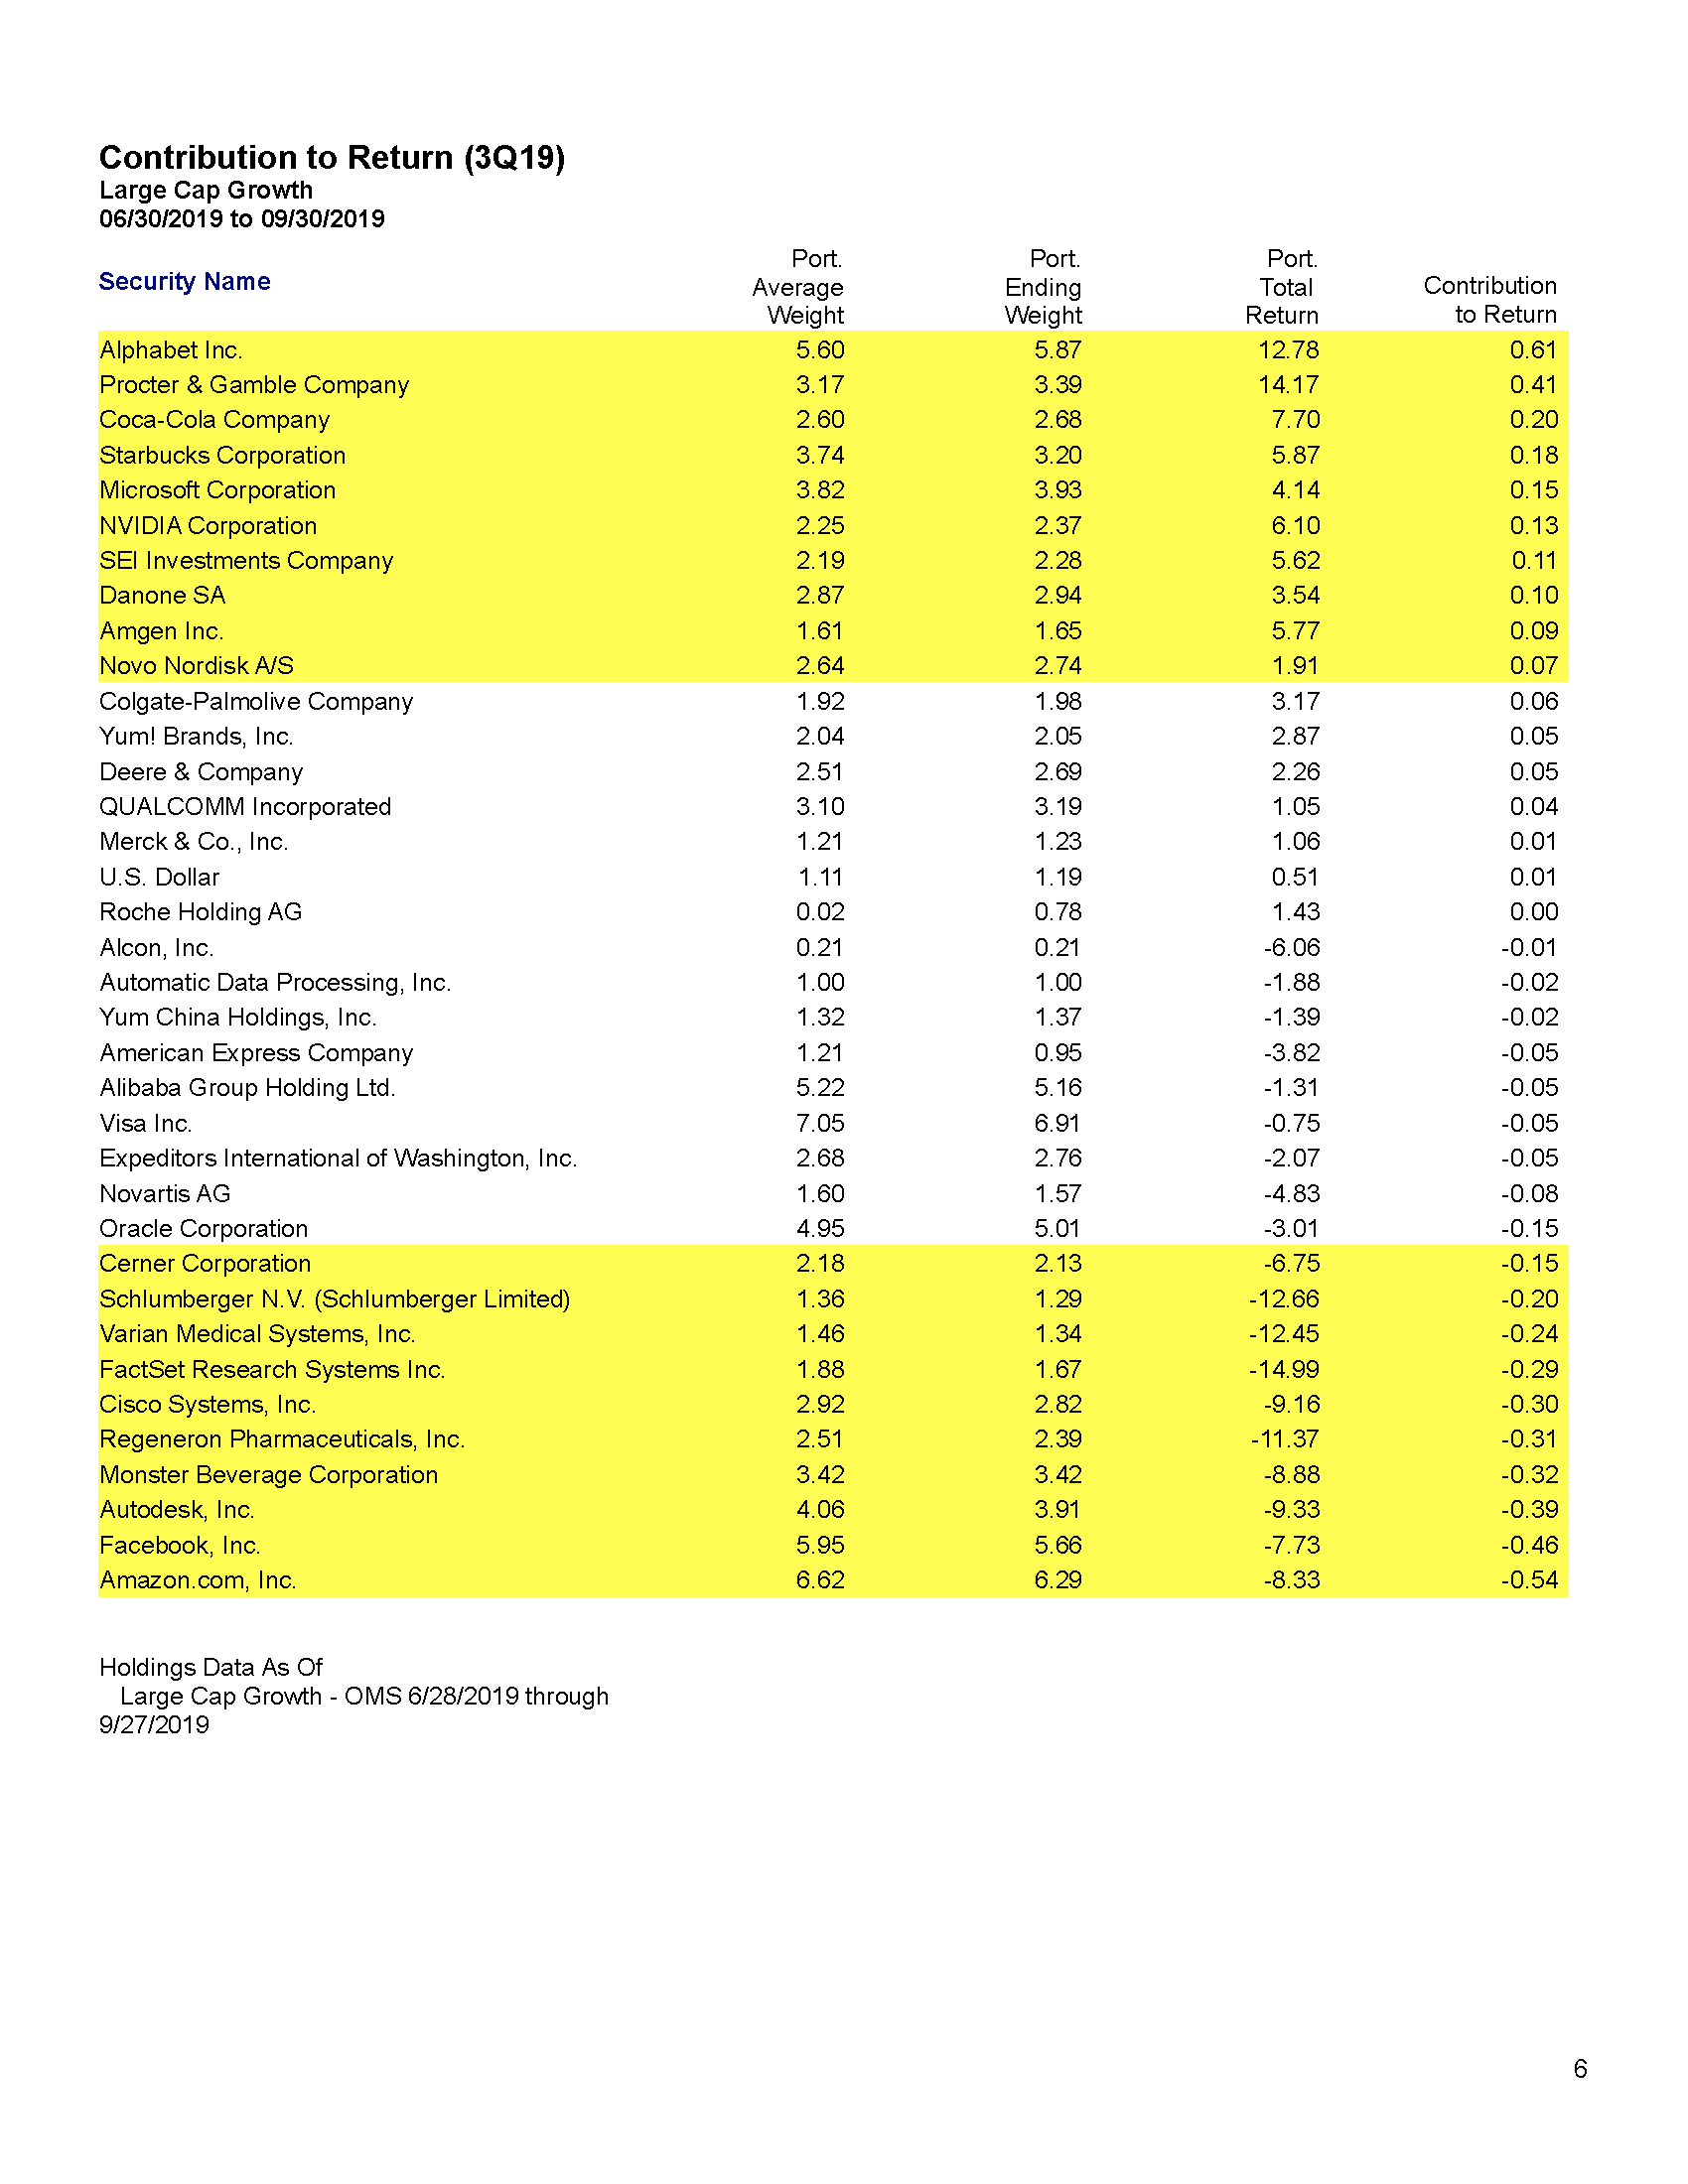 Contribution to Return (3Q19)
Large Cap Growth
06/30/2019 to 09/30/2019
Security Name Port. Average Weight Port. Ending Weight Port. Total Return Contribution to Return
Alphabet Inc. 5.60 5.87 12.78 0.61
Procter & Gamble Company 3.17 3.39 14.17 0.41
Coca-Cola Company 2.60 2.68 7.70 0.20
Starbucks Corporation 3.74 3.20 5.87 0.18
Microsoft Corporation 3.82 3.93 4.14 0.15
NVIDIA Corporation 2.25 2.37 6.10 0.13
SEI Investments Company 2.19 2.28 5.62 0.11
Danone SA 2.87 2.94 3.54 0.10
Amgen Inc. 1.61 1.65 5.77 0.09
Novo Nordisk A/S 2.64 2.74 1.91 0.07
Colgate-Palmolive Company 1.92 1.98 3.17 0.06
Yum! Brands, Inc. 2.04 2.05 2.87 0.05
Deere & Company 2.51 2.69 2.26 0.05
QUALCOMM Incorporated 3.10 3.19 1.05 0.04
Merck & Co., Inc. 1.21 1.23 1.06 0.01
U.S. Dollar 1.11 1.19 0.51 0.01
Roche Holding AG 0.02 0.78 1.43 0.00
Alcon, Inc. 0.21 0.21 -6.06 -0.01
Automatic Data Processing, Inc. 1.00 1.00 -1.88 -0.02
Yum China Holdings, Inc. 1.32 1.37 -1.39 -0.02
American Express Company 1.21 0.95 -3.82 -0.05
Alibaba Group Holding Ltd. 5.22 5.16 -1.31 -0.05
Visa Inc. 7.05 6.91 -0.75 -0.05
Expeditors International of Washington, Inc. 2.68 2.76 -2.07 -0.05
Novartis AG 1.60 1.57 -4.83 -0.08
Oracle Corporation 4.95 5.01 -3.01 -0.15
Cerner Corporation 2.18 2.13 -6.75 -0.15
Schlumberger N.V. (Schlumberger Limited) 1.36 1.29 -12.66 -0.20
Varian Medical Systems, Inc. 1.46 1.34 -12.45 -0.24
FactSet Research Systems Inc. 1.88 1.67 -14.99 -0.29
Cisco Systems, Inc. 2.92 2.82 -9.16 -0.30
Regeneron Pharmaceuticals, Inc. 2.51 2.39 -11.37 -0.31
Monster Beverage Corporation 3.42 3.42 -8.88 -0.32
Autodesk, Inc. 4.06 3.91 -9.33 -0.39
Facebook, Inc. 5.95 5.66 -7.73 -0.46
Amazon.com, Inc. 6.62 6.29 -8.33 -0.54
Holdings Data As Of
Large Cap Growth - OMS 6/28/2019 through
9/27/2019
6